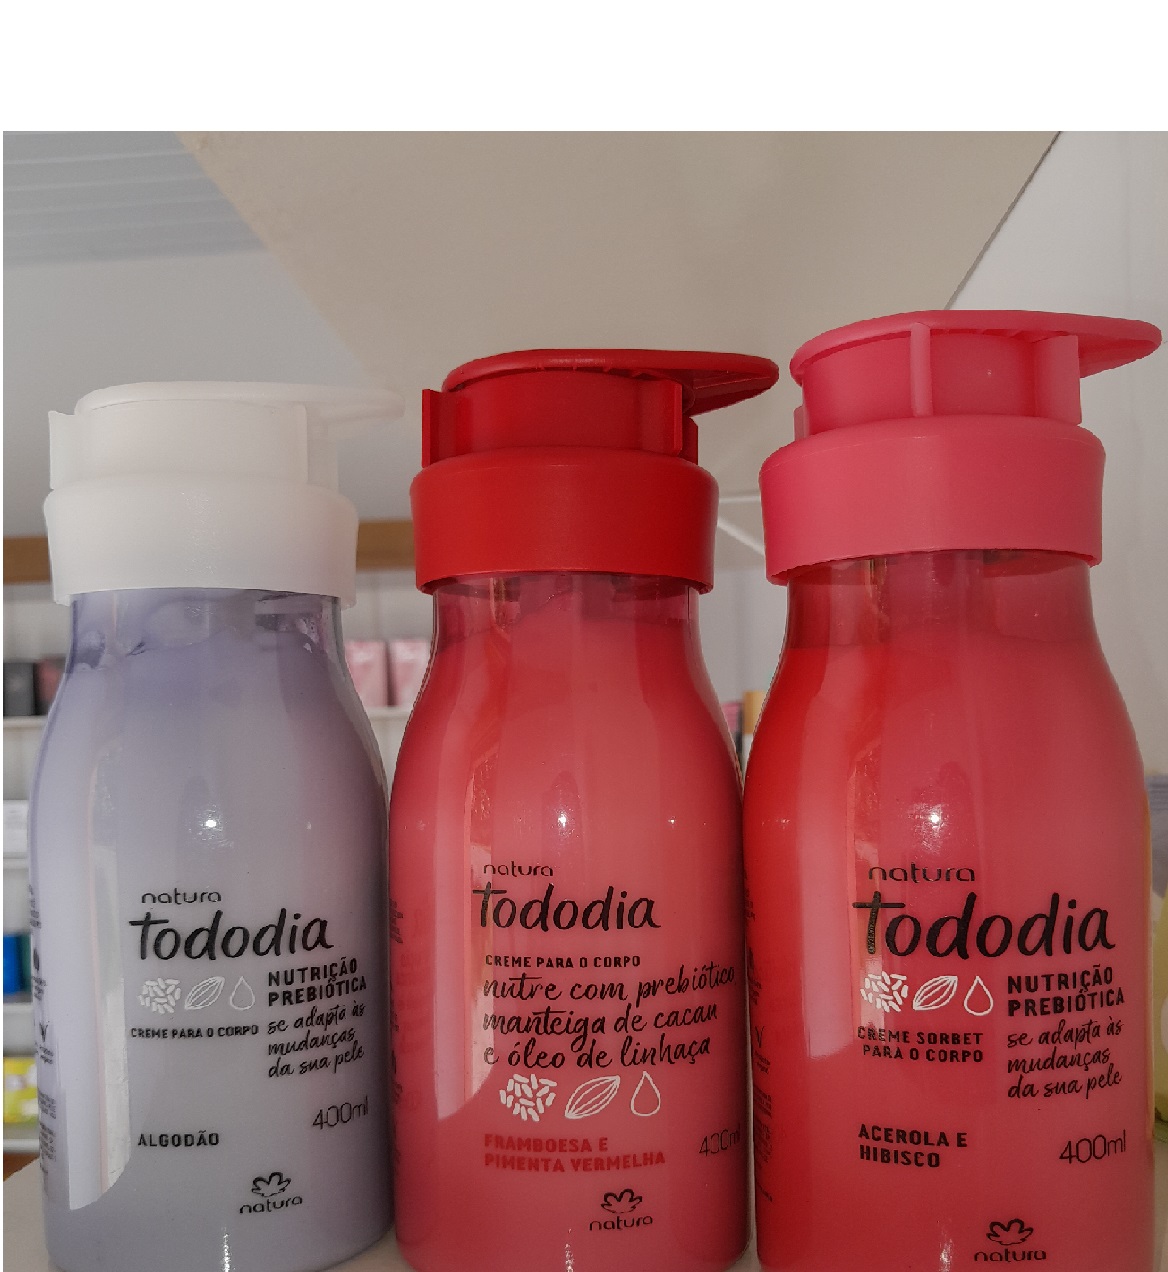 natura
tododia
NUTRIÇÃO
PREBIÓTICA
CREME PARA O CORPO
se adapta às
mudanças
da sua pele
400ml
ALGODÃO
natura
natura
tododia
CREME PARA O CORPO
nutre com prebiótico,
manteiga de cacau
e óleo de linhaça
FRAMBOESA E
PIMENTA VERMELHA
400ml
natura
natura
tododia
NUTRIÇÃO
PREBIÓTICA
CREME SORBET
PARA O CORPO
se adapta às
mudanças
da sua pele
ACEROLA E
HIBISCO
400ml
natura